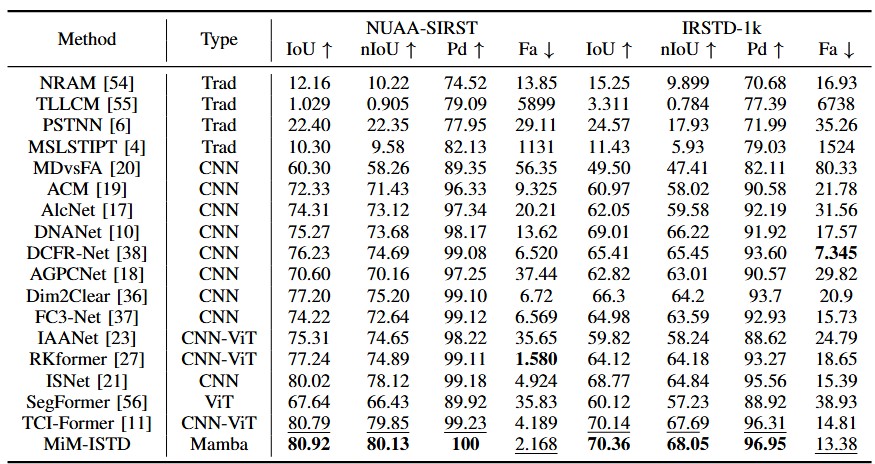 Method Type NUAA-SIRST IRSTD-1k
IoU ↑ nIoU ↑ Pd ↑ Fa ↓ IoU ↑ nIoU ↑ Pd ↑ Fa ↓
NRAM [54] Trad 12.16 10.22 74.52 13.85 15.25 9.899 70.68 16.93
TLLCM [55] Trad 1.029 0.905 79.09 5899 3.311 0.784 77.39 6738
PSTNN [6] Trad 22.40 22.35 77.95 29.11 24.57 17.93 71.99 35.26
MSLSTIPT [4] Trad 10.30 9.58 82.13 1131 11.43 5.93 79.03 1524
MDvsFA [20] CNN 60.30 58.26 89.35 56.35 49.50 47.41 82.11 80.33
ACM [19] CNN 72.33 71.43 96.33 9.325 60.97 58.02 90.58 21.78
AlcNet [17] CNN 74.31 73.12 97.34 20.21 62.05 59.58 92.19 31.56
DNANet [10] CNN 75.27 73.68 98.17 13.62 69.01 66.22 91.92 17.57
DCFR-Net [38] CNN 76.23 74.69 99.08 6.520 65.41 65.45 93.60 7.345
AGPCNet [18] CNN 70.60 70.16 97.25 37.44 62.82 63.01 90.57 29.82
Dim2Clear [36] CNN 77.20 75.20 99.10 6.72 66.3 64.2 93.7 20.9
FC3-Net [37] CNN 74.22 72.64 99.12 6.569 64.98 63.59 92.93 15.73
IAANet [23] CNN-ViT 75.31 74.65 98.22 35.65 59.82 58.24 88.62 24.79
RKformer [27] CNN-ViT 77.24 74.89 99.11 1.580 64.12 64.18 93.27 18.65
ISNet [21] CNN 80.02 78.12 99.18 4.924 68.77 64.84 95.56 15.39
SegFormer [56] ViT 67.64 66.43 89.92 35.83 60.12 57.23 88.92 38.93
TCI-Former [11] CNN-ViT 80.79 79.85 99.23 4.189 70.14 67.69 96.31 14.81
MiM-ISTD Mamba 80.92 80.13 100 2.168 70.36 68.05 96.95 13.38